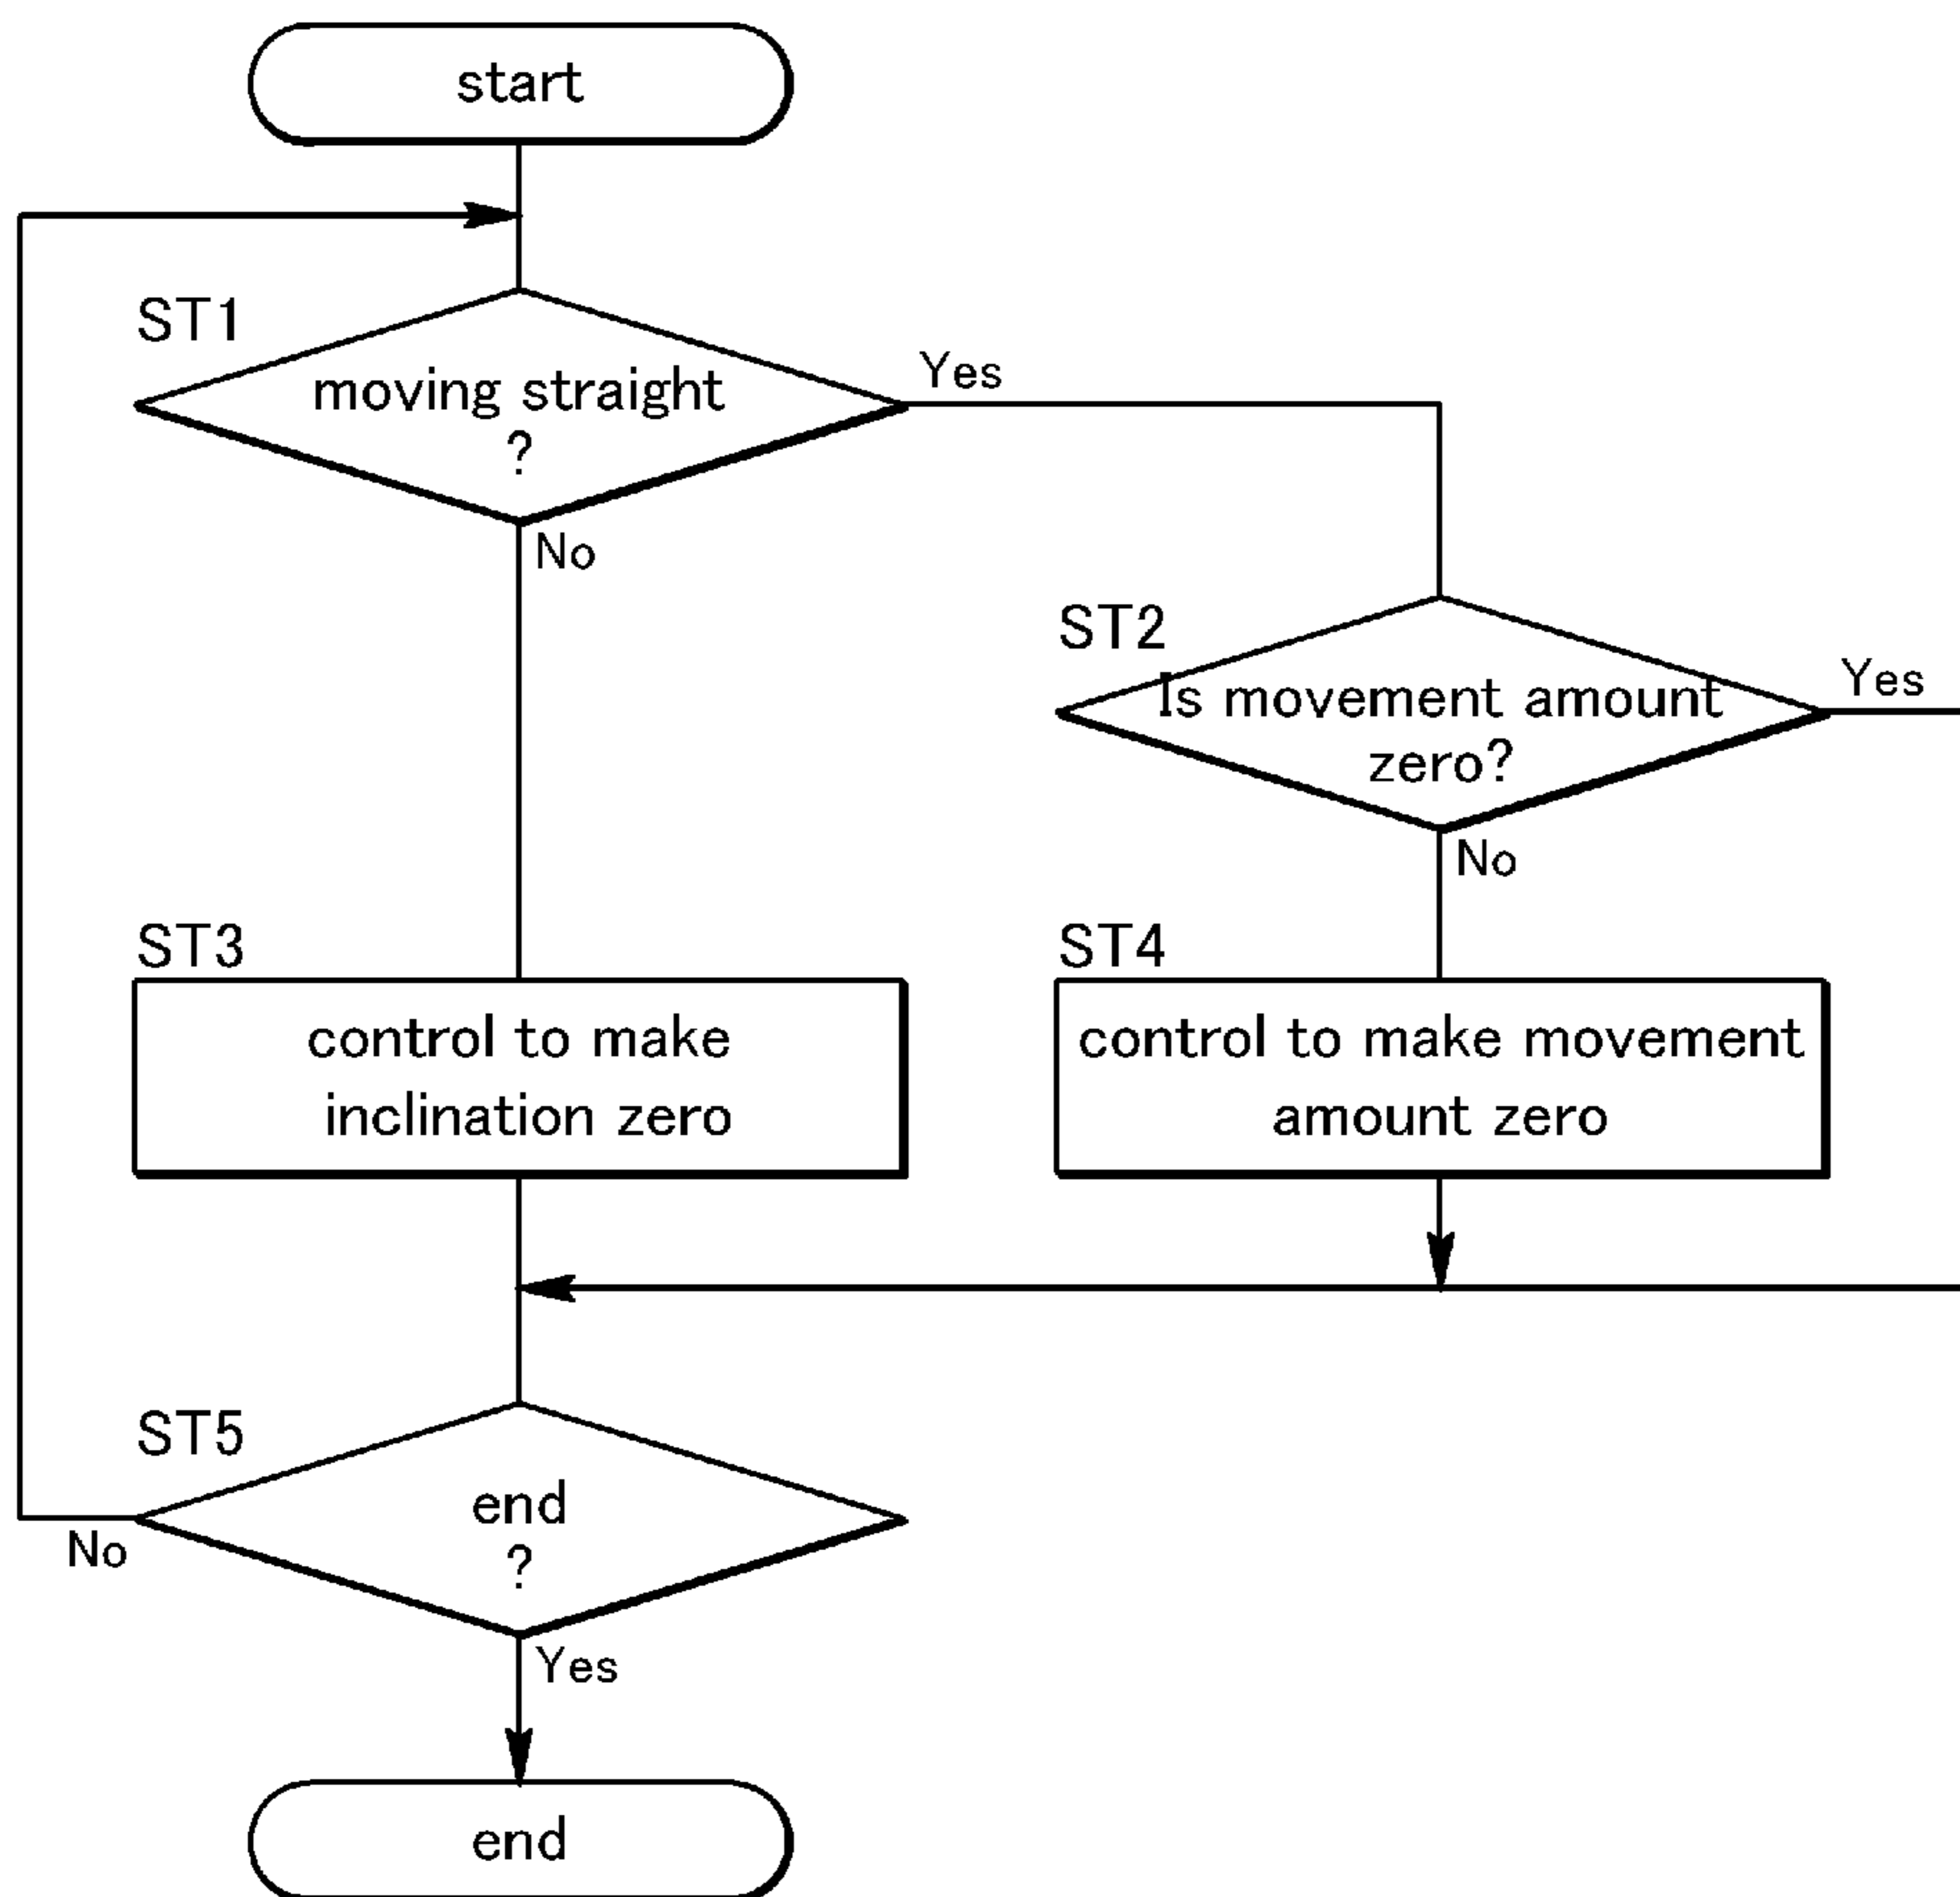 start
ST1
moving straight
?
Yes
No
ST2
Is movement amount
zero?
Yes
No
ST3
control to make
inclination zero
ST4
control to make movement
amount zero
ST5
end
?
No
Yes
end